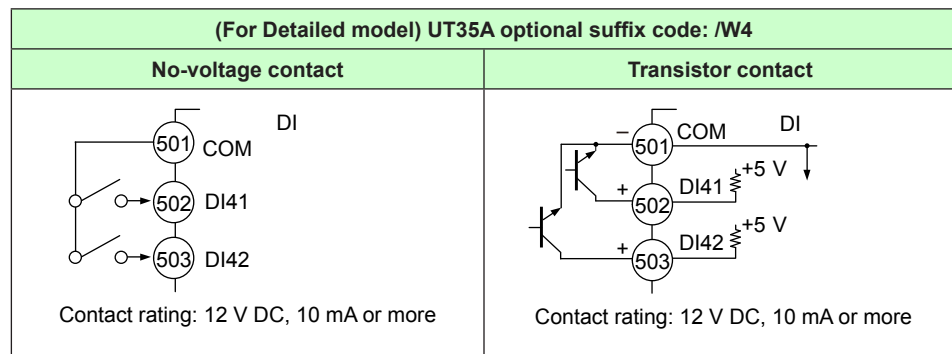 (For Detailed model) UT35A optional suffix code: /W4
No-voltage contact
Transistor contact
DI
501
COM
502
DI41
503
DI42
Contact rating: 12 V DC, 10 mA or more
−
501
COM
DI
+5 V
+
502
DI41
+5 V
+
503
DI42
Contact rating: 12 V DC, 10 mA or more